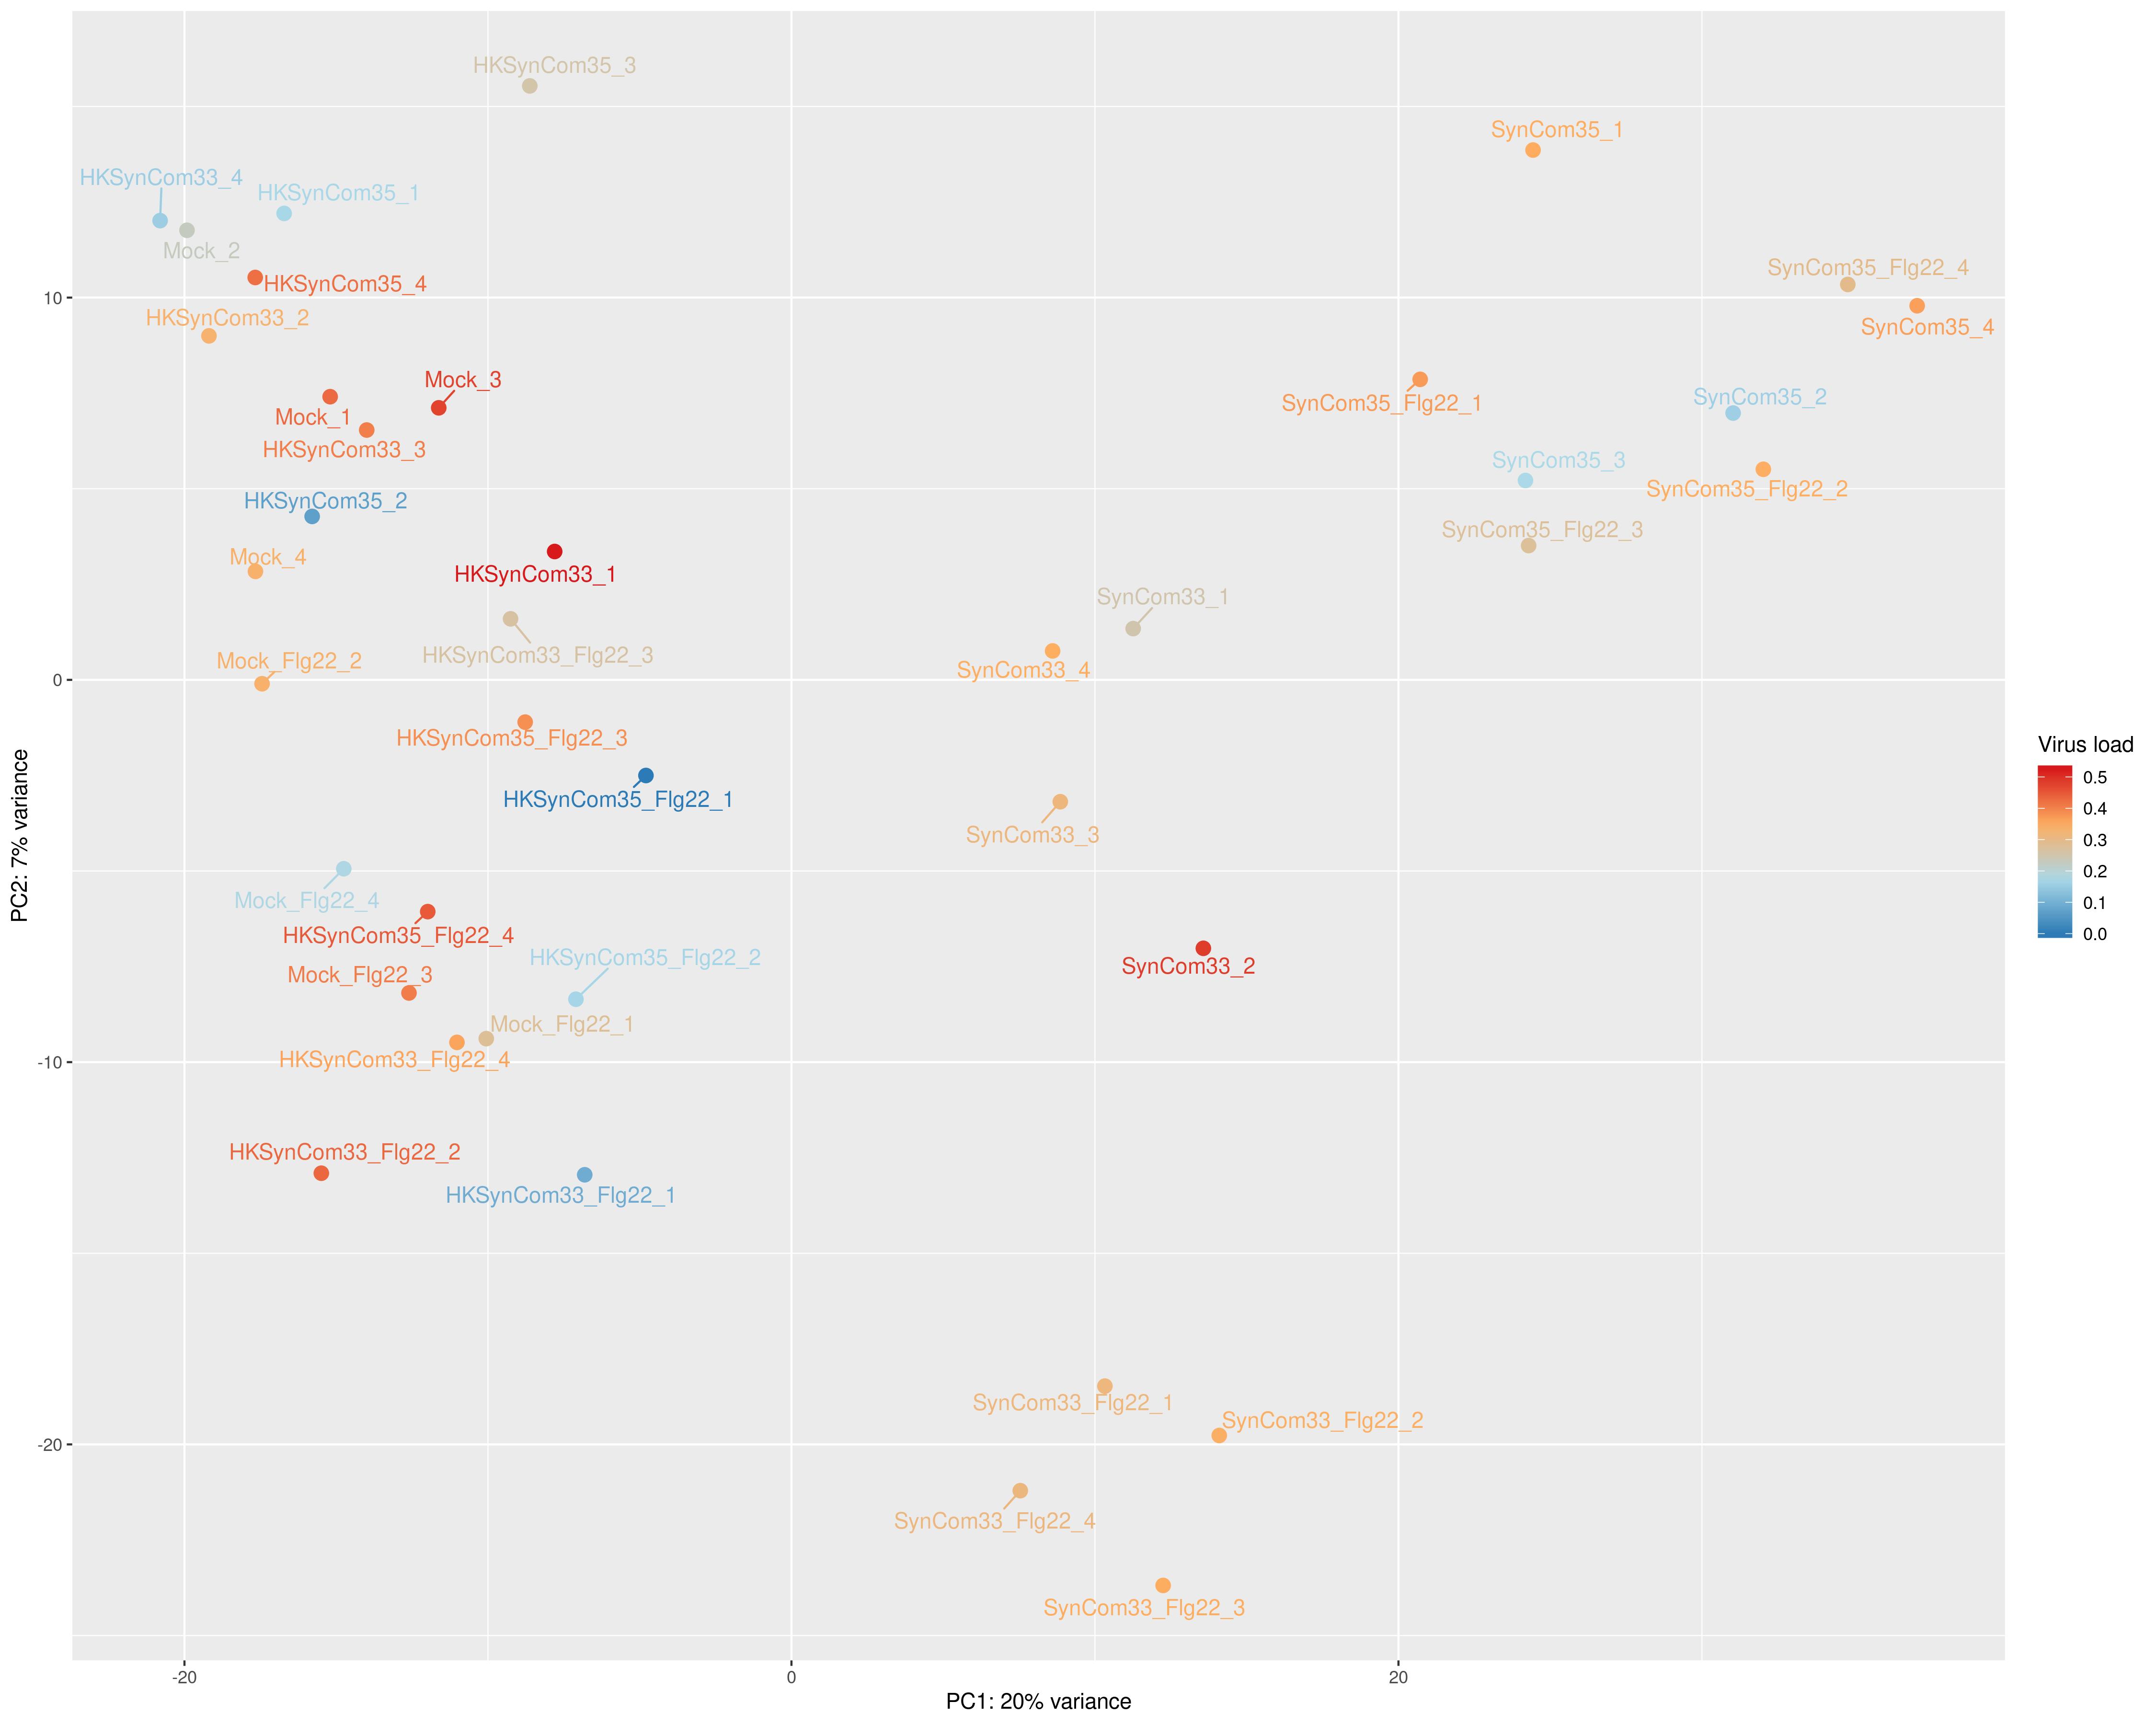 HKSynCom35_3
SynCom35_1
HKSynCom33_4
HKSynCom35_1
Mock_2
SynCom35_Flg22_4
HKSynCom35_4
10
HKSynCom33_2
SynCom35_4
Mock_3
SynCom35_2
SynCom35_Flg22_1
Mock_1
HKSynCom33_3
SynCom35_3
SynCom35_Flg22_2
HKSynCom35_2
SynCom35_Flg22_3
Mock_4
HKSynCom33_1
SynCom33_1
HKSynCom33_Flg22_3
Mock_Flg22_2
SynCom33_4
0
HKSynCom35_Flg22_3
HKSynCom35_Flg22_1
SynCom33_3
Mock_Flg22_4
HKSynCom35_Flg22_4
HKSynCom35_Flg22_2
SynCom33_2
Mock_Flg22_3
Mock_Flg22_1
HKSynCom33_Flg22_4
-10
HKSynCom33_Flg22_2
HKSynCom33_Flg22_1
SynCom33_Flg22_1
SynCom33_Flg22_2
-20
SynCom33_Flg22_4
SynCom33_Flg22_3
-20
0
20
PC1: 20% variance
PC2: 7% variance
Virus load
0.5
0.4
0.3
0.2
0.1
0.0